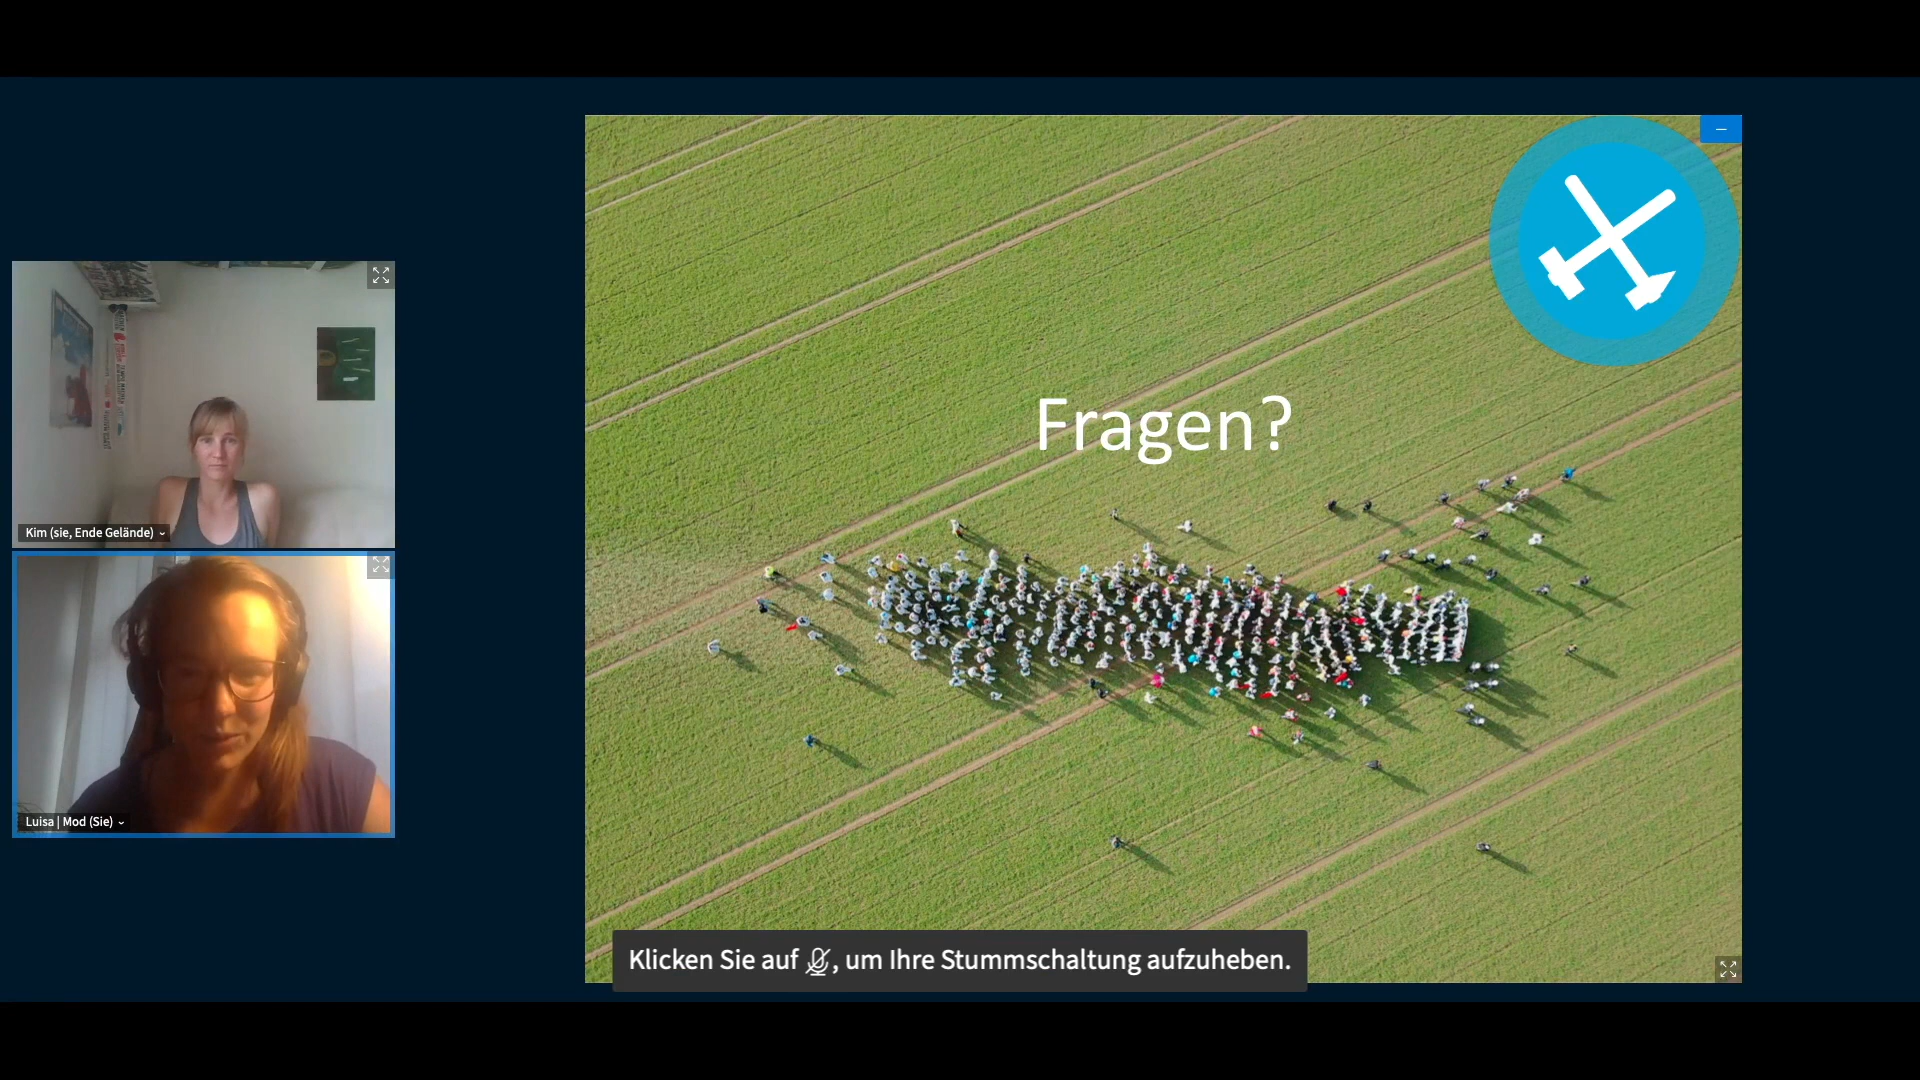 Fragen?
Kim (sie, Ende Gelände)
Luisa | Mod (Sie)
Klicken Sie auf , um Ihre Stummschaltung aufzuheben.